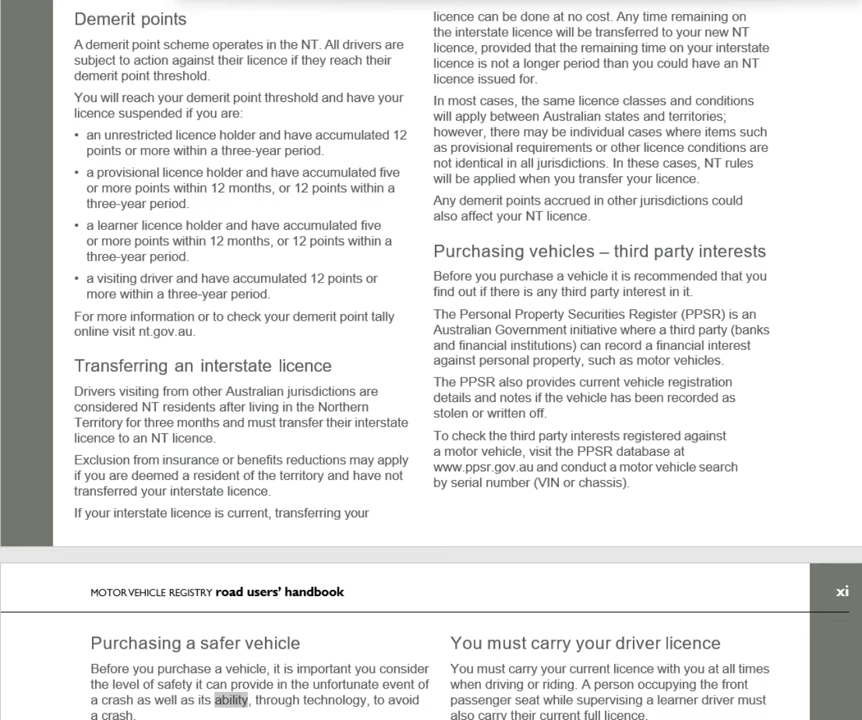 Demerit points
A demerit point scheme operates in the NT. All drivers are
subject to action against their licence if they reach their
demerit point threshold.
You will reach your demerit point threshold and have your
licence suspended if you are:
• an unrestricted licence holder and have accumulated 12
points or more within a three-year period.
• a provisional licence holder and have accumulated five
or more points within 12 months, or 12 points within a
three-year period.
• a learner licence holder and have accumulated five
or more points within 12 months, or 12 points within a
three-year period.
• a visiting driver and have accumulated 12 points or
more within a three-year period.
For more information or to check your demerit point tally
online visit nt.gov.au.
Transferring an interstate licence
Drivers visiting from other Australian jurisdictions are
considered NT residents after living in the Northern
Territory for three months and must transfer their interstate
licence to an NT licence.
Exclusion from insurance or benefits reductions may apply
if you are deemed a resident of the territory and have not
transferred your interstate licence.
If your interstate licence is current, transferring your
licence can be done at no cost. Any time remaining on
the interstate licence will be transferred to your new NT
licence, provided that the remaining time on your interstate
licence is not a longer period than you could have an NT
licence issued for.
In most cases, the same licence classes and conditions
will apply between Australian states and territories;
however, there may be individual cases where items such
as provisional requirements or other licence conditions are
not identical in all jurisdictions. In these cases, NT rules
will be applied when you transfer your licence.
Any demerit points accrued in other jurisdictions could
also affect your NT licence.
Purchasing vehicles – third party interests
Before you purchase a vehicle it is recommended that you
find out if there is any third party interest in it.
The Personal Property Securities Register (PPSR) is an
Australian Government initiative where a third party (banks
and financial institutions) can record a financial interest
against personal property, such as motor vehicles.
The PPSR also provides current vehicle registration
details and notes if the vehicle has been recorded as
stolen or written off.
To check the third party interests registered against
a motor vehicle, visit the PPSR database at
www.ppsr.gov.au and conduct a motor vehicle search
by serial number (VIN or chassis).
MOTOR VEHICLE REGISTRY road users' handbook
xi
Purchasing a safer vehicle
Before you purchase a vehicle, it is important you consider
the level of safety it can provide in the unfortunate event of
a crash as well as its ability, through technology, to avoid
a crash.
You must carry your driver licence
You must carry your current licence with you at all times
when driving or riding. A person occupying the front
passenger seat while supervising a learner driver must
also carry their current full licence.